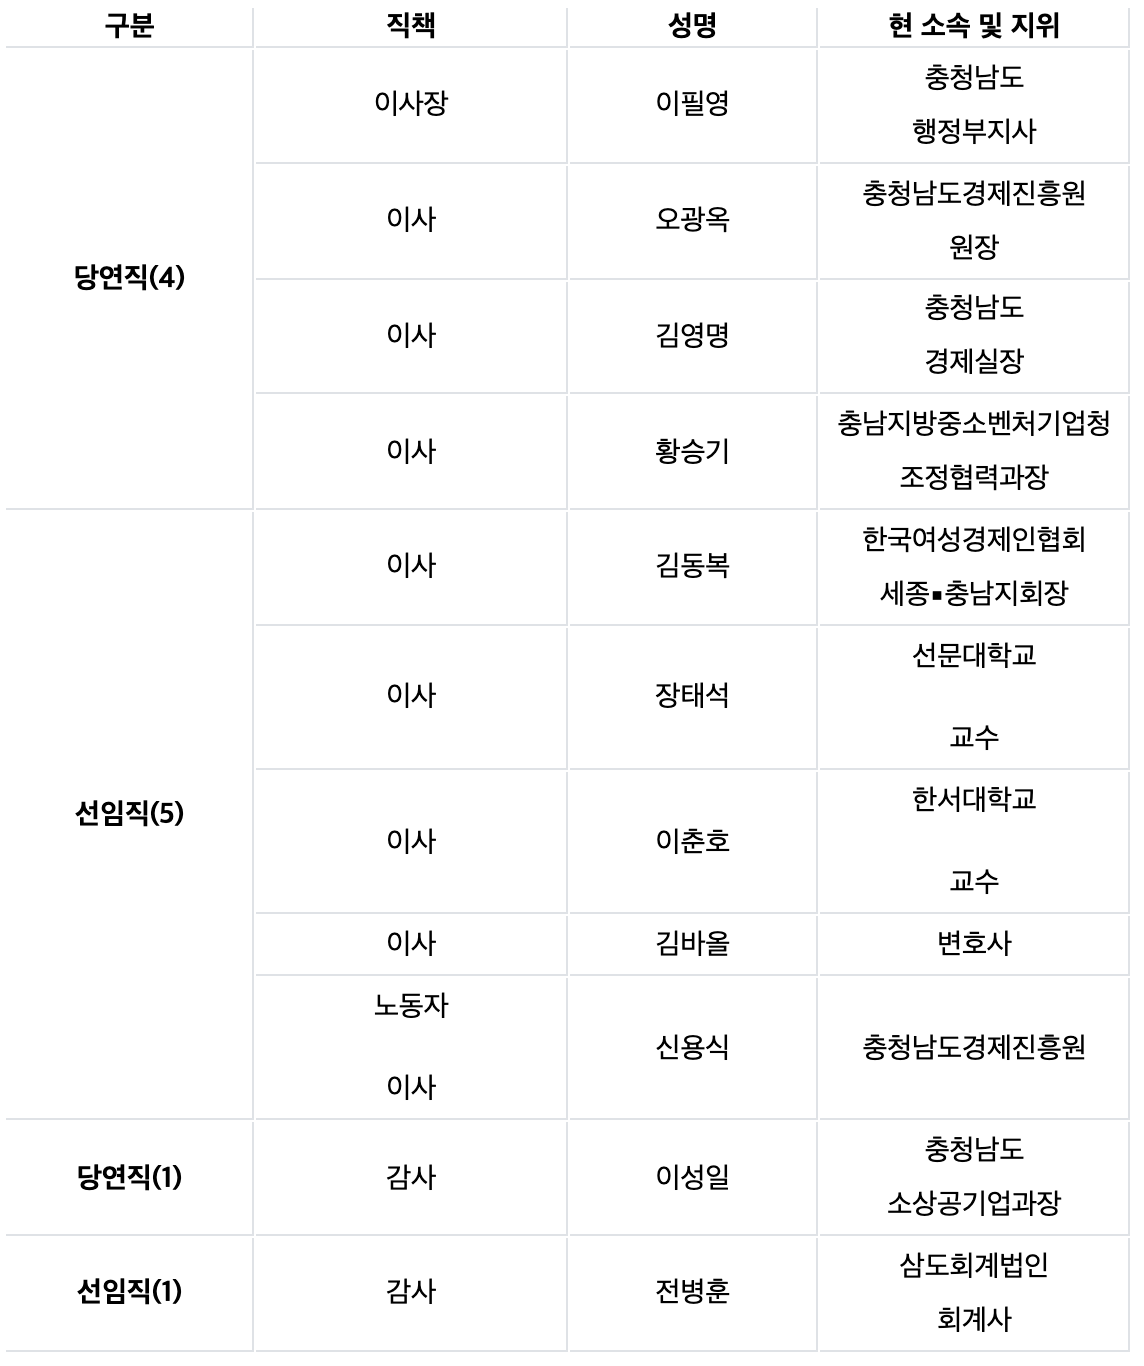 구분 직책 성명 현 소속 및 지위
당연직(4)
이사장 이필영 충청남도
행정부지사
이사 오광옥 충청남도경제진흥원
원장
이사 김영명 충청남도
경제실장
이사 황승기 충남지방중소벤처기업청
조정협력과장
선임직(5)
이사 김동복 한국여성경제인협회
세종▪충남지회장
이사 장태석 선문대학교
교수
이사 이춘호 한서대학교
교수
이사 김바올 변호사
노동자
이사
신용식 충청남도경제진흥원
당연직(1) 감사 이성일 충청남도
소상공기업과장
선임직(1) 감사 전병훈 삼도회계법인
회계사